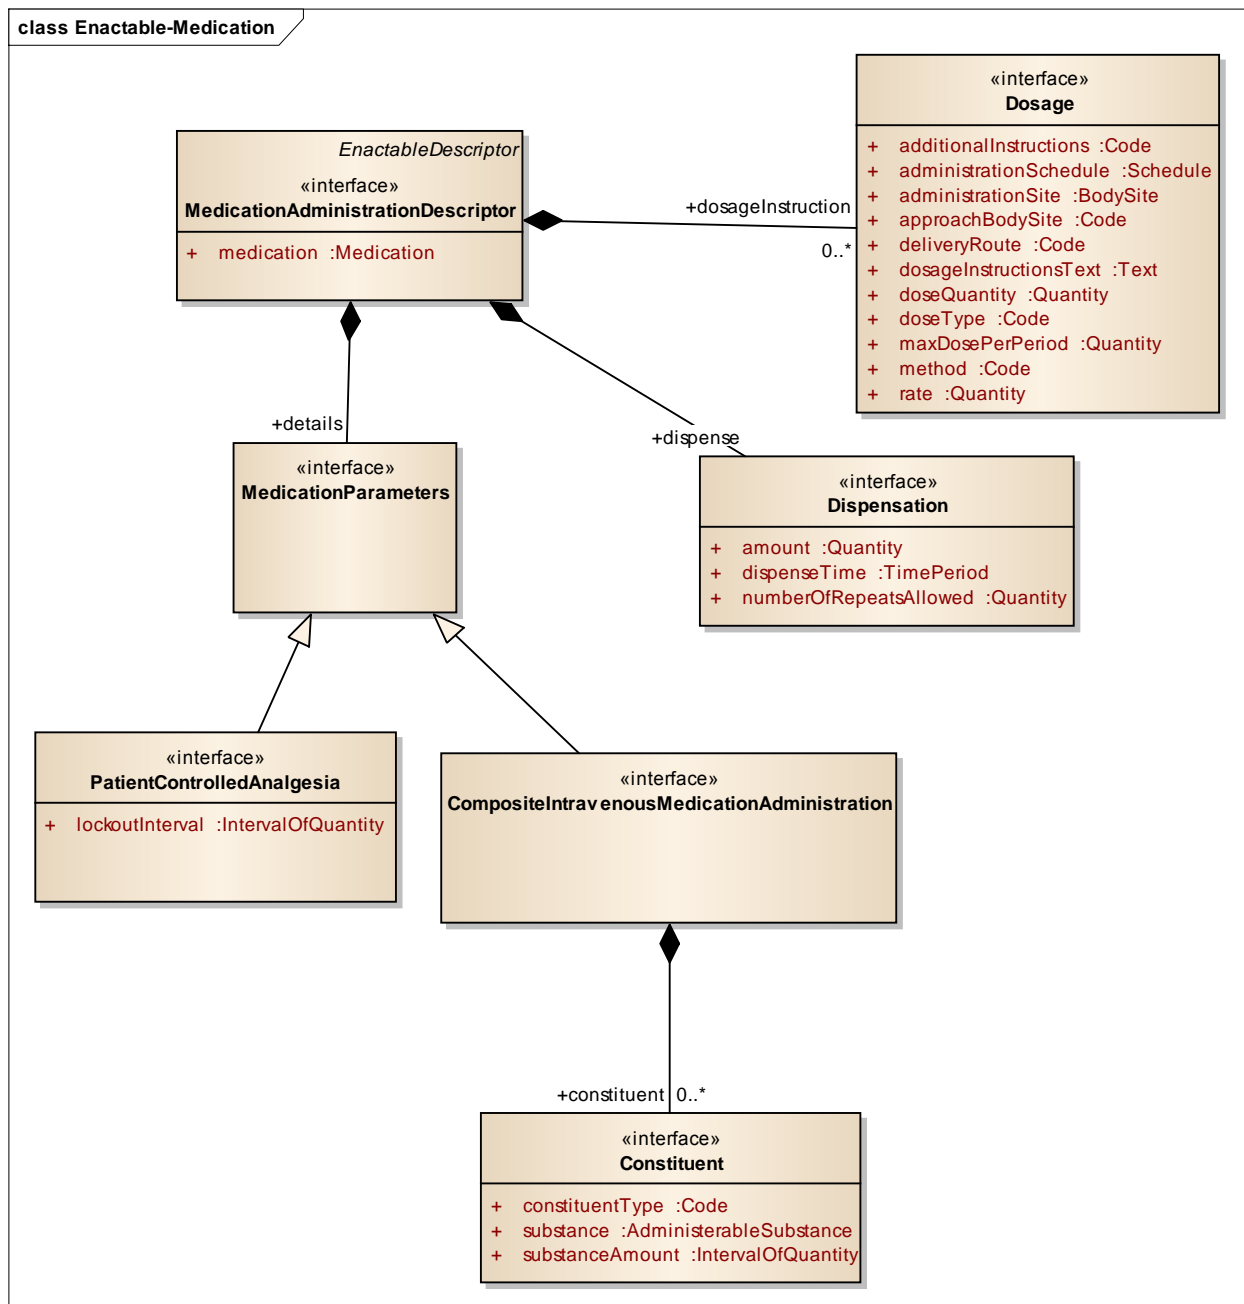 class Enactable-Medication
«interface»
Dosage
+ additionalInstructions :Code
+ administrationSchedule :Schedule
+ administrationSite :BodySite
+ approachBodySite :Code
+ deliveryRoute :Code
+ dosageInstructionsText :Text
+ doseQuantity :Quantity
+ doseType :Code
+ maxDosePerPeriod :Quantity
+ method :Code
+ rate :Quantity
EnactableDescriptor
«interface»
MedicationAdministrationDescriptor
+ medication :Medication
+dosageInstruction
0..*
+details
+dispense
«interface»
MedicationParameters
«interface»
Dispensation
+ amount :Quantity
+ dispenseTime :TimePeriod
+ numberOfRepeatsAllowed :Quantity
«interface»
PatientControlledAnalgesia
+ lockoutInterval :IntervalOfQuantity
«interface»
CompositeIntravenousMedicationAdministration
+constituent 0..*
«interface»
Constituent
+ constituentType :Code
+ substance :AdministerableSubstance
+ substanceAmount :IntervalOfQuantity